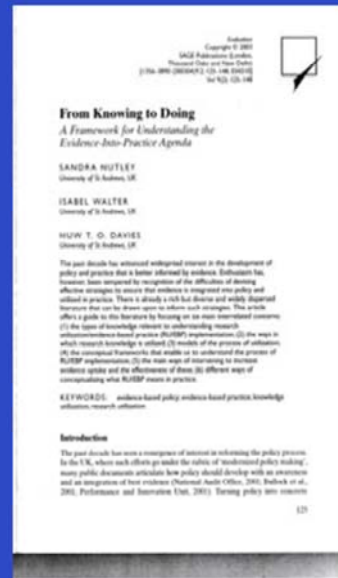 Evaluation
Copyright © 2003
SAGE Publications (London,
Thousand Oaks and New Delhi)
Vol 9(2): 125–148
From Knowing to Doing
A Framework for Understanding the
Evidence-Into-Practice Agenda
SANDRA NUTLEY
University of St Andrews, UK
ISABEL WALTER
University of St Andrews, UK
HUW T. O. DAVIES
University of St Andrews, UK
The past decade has witnessed widespread interest in the development of
policy and practice that is better informed by evidence. Enthusiasm has,
however, been tempered by recognition of the difficulties of devising
effective strategies to ensure that evidence is integrated into policy and
utilized in practice. There is already a rich but diverse and widely dispersed
literature that can be drawn upon to inform such strategies. This article
offers a guide to this literature by focusing on six main interrelated concerns:
(1) the types of knowledge relevant to understanding research
utilization/evidence-based practice (RU/EBP) implementation; (2) the ways in
which research knowledge is utilized; (3) models of the process of utilization;
(4) the conceptual frameworks that enable us to understand the process of
RU/EBP implementation; (5) the main ways of intervening to increase
evidence uptake and the effectiveness of these; (6) different ways of
conceptualising what RU/EBP means in practice.
KEYWORDS: evidence-based policy; evidence-based practice; knowledge
utilization; research utilization
Introduction
The past decade has seen a resurgence of interest in reforming the policy process.
In the UK, where such efforts go under the rubric of 'modernized policy making',
many public documents articulate how policy should develop with an awareness
and an integration of best evidence (National Audit Office, 2001; Bullock et al.,
2001; Performance and Innovation Unit, 2001). Turning policy into concrete
125